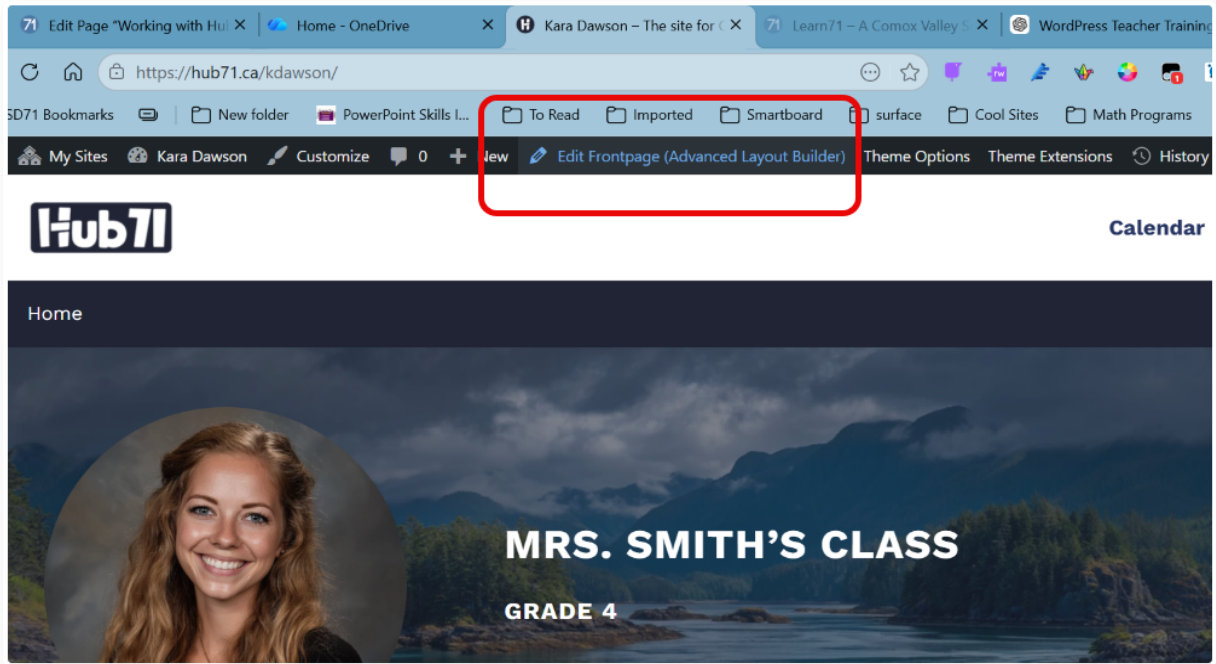 71 Edit Page "Working with Hu Home - OneDrive Kara Dawson – The site for 71 Learn71 – A Comox Valley S WordPress Teacher Training
https://hub71.ca/kdawson/
SD71 Bookmarks New folder PowerPoint Skills I... To Read Imported Smartboard surface Cool Sites Math Programs
My Sites Kara Dawson Customize 0 New Edit Frontpage (Advanced Layout Builder) Theme Options Theme Extensions History
Hub71
Calendar
Home
MRS. SMITH'S CLASS
GRADE 4